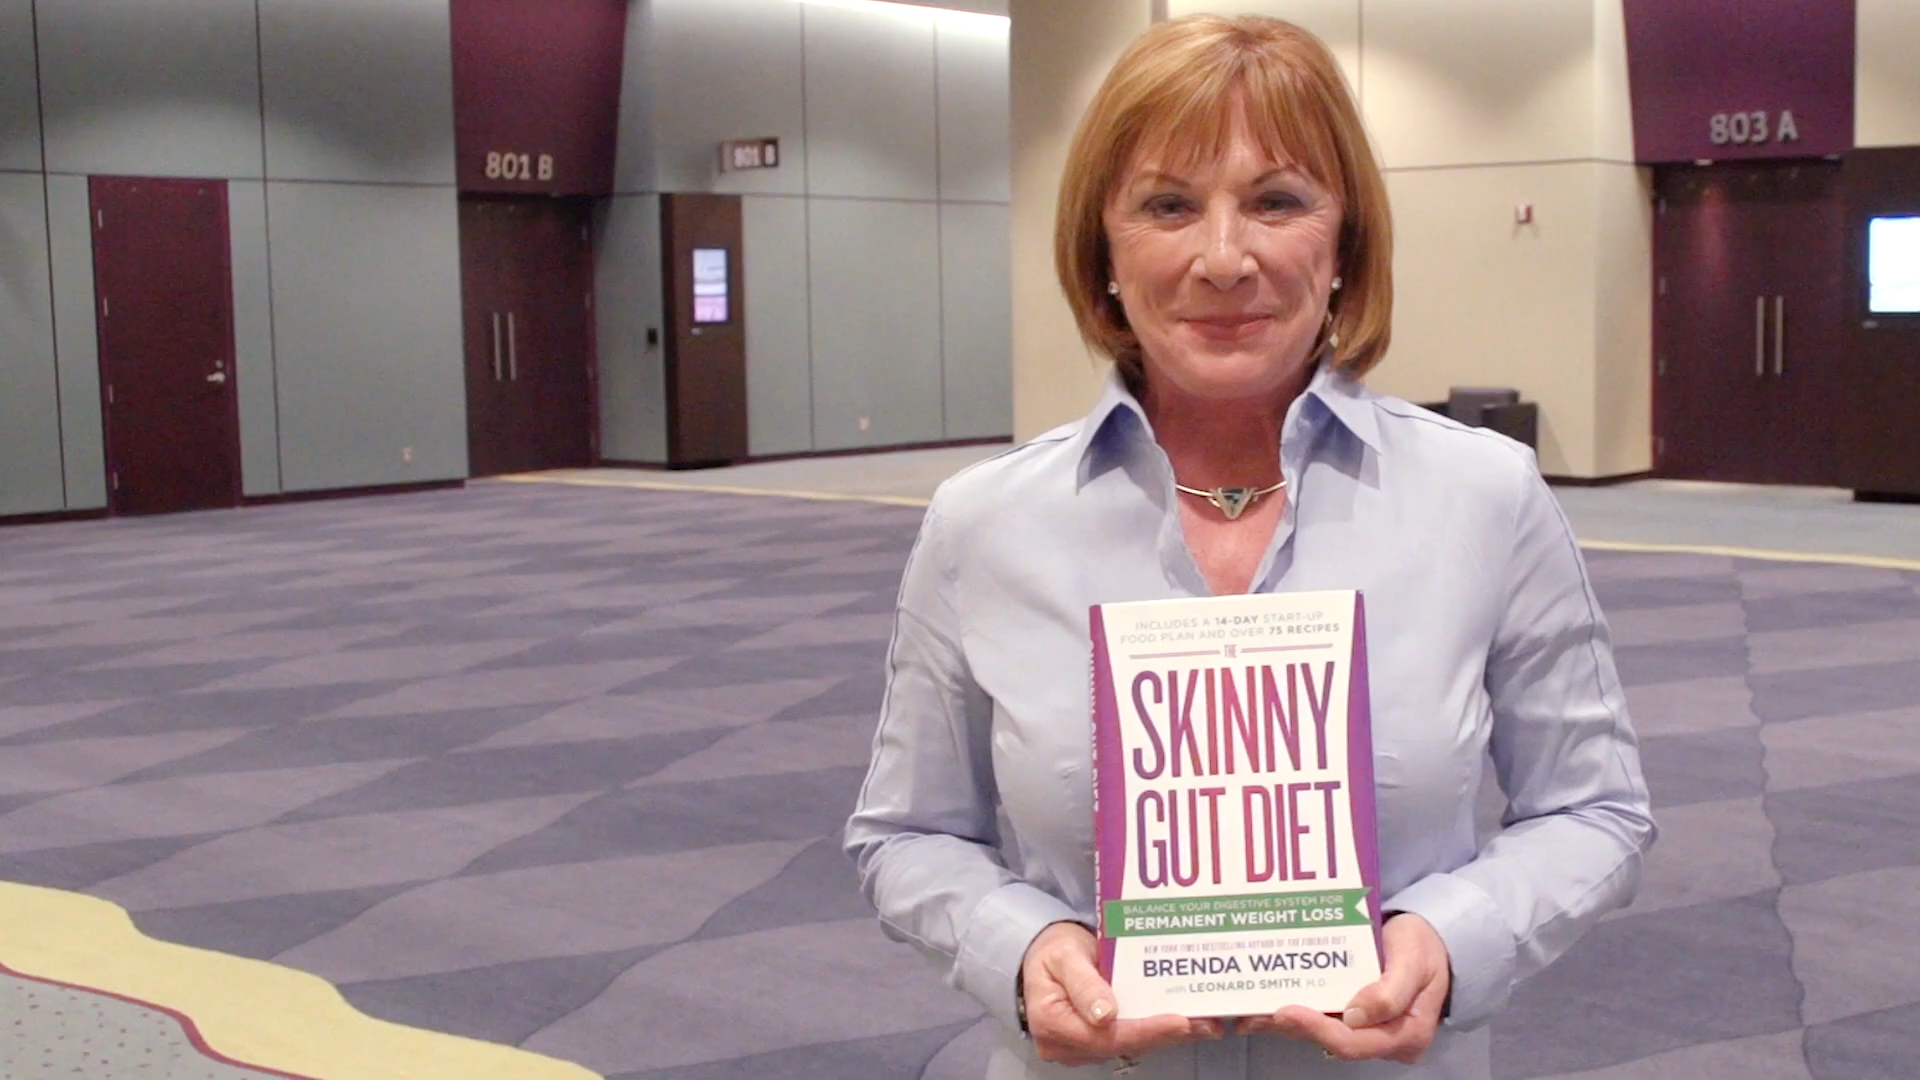 801 B
801 B
803 A
INCLUDES A 14-DAY START-UP
FOOD PLAN AND OVER 75 RECIPES
THE
SKINNY
GUT DIET
BALANCE YOUR DIGESTIVE SYSTEM FOR
PERMANENT WEIGHT LOSS
NEW YORK TIMES BESTSELLING AUTHOR OF THE FIBER35 DIET
BRENDA WATSON
with LEONARD SMITH, M.D.